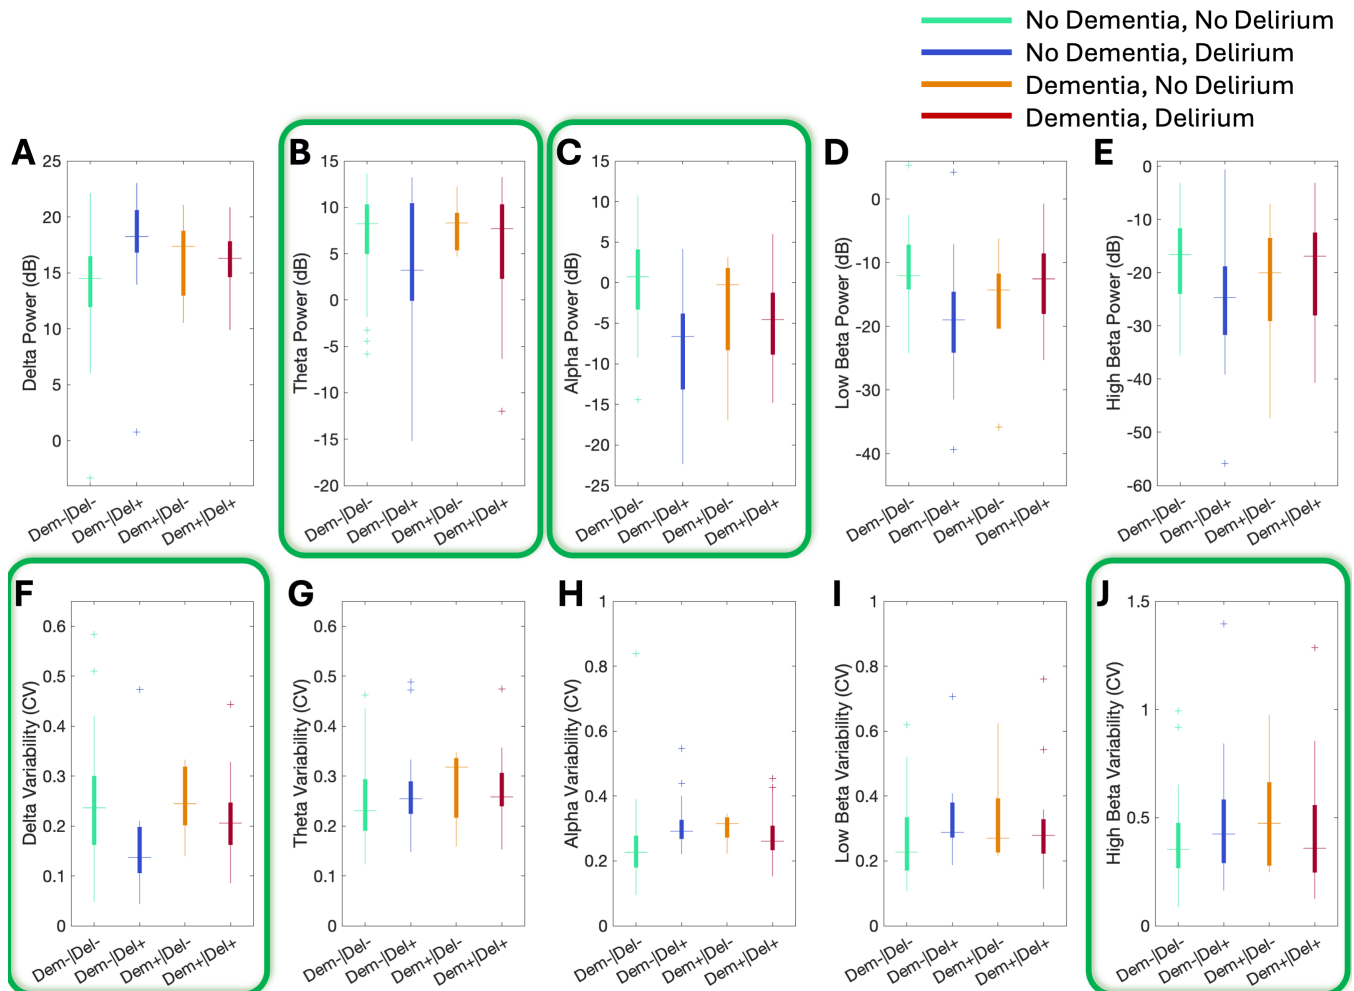 No Dementia, No Delirium
No Dementia, Delirium
Dementia, No Delirium
Dementia, Delirium
A
Delta Power (dB)
25
20
15
10
5
0
Dem-|Del-
Dem-|Del+
Dem+|Del-
Dem+|Del+
B
Theta Power (dB)
15
10
5
0
-5
-10
-15
-20
Dem-|Del-
Dem-|Del+
Dem+|Del-
Dem+|Del+
C
Alpha Power (dB)
15
10
5
0
-5
-10
-15
-20
-25
Dem-|Del-
Dem-|Del+
Dem+|Del-
Dem+|Del+
D
Low Beta Power (dB)
0
-10
-20
-30
-40
Dem-|Del-
Dem-|Del+
Dem+|Del-
Dem+|Del+
E
High Beta Power (dB)
0
-10
-20
-30
-40
-50
-60
Dem-|Del-
Dem-|Del+
Dem+|Del-
Dem+|Del+
F
Delta Variability (CV)
0.6
0.5
0.4
0.3
0.2
0.1
0
Dem-|Del-
Dem-|Del+
Dem+|Del-
Dem+|Del+
G
Theta Variability (CV)
0.6
0.5
0.4
0.3
0.2
0.1
0
Dem-|Del-
Dem-|Del+
Dem+|Del-
Dem+|Del+
H
Alpha Variability (CV)
1
0.8
0.6
0.4
0.2
0
Dem-|Del-
Dem-|Del+
Dem+|Del-
Dem+|Del+
I
Low Beta Variability (CV)
1
0.8
0.6
0.4
0.2
0
Dem-|Del-
Dem-|Del+
Dem+|Del-
Dem+|Del+
J
High Beta Variability (CV)
1.5
1
0.5
0
Dem-|Del-
Dem-|Del+
Dem+|Del-
Dem+|Del+